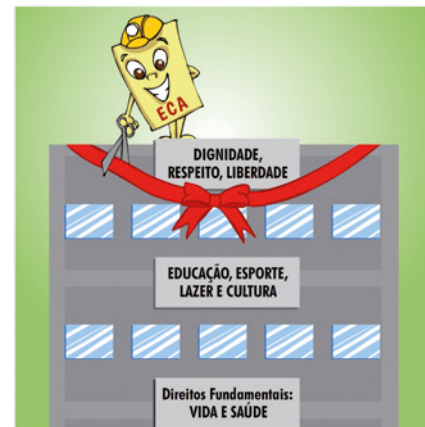 ECA
DIGNIDADE,
RESPEITO, LIBERDADE
EDUCAÇÃO, ESPORTE,
LAZER E CULTURA
Direitos Fundamentais:
VIDA E SAÚDE